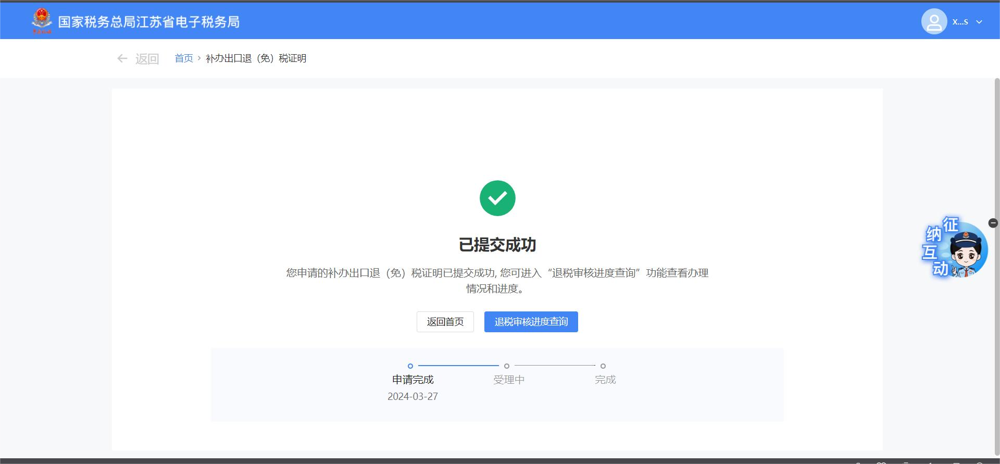 国家税务总局江苏省电子税务局
x...s
返回
首页 > 补办出口退（免）税证明
已提交成功
您申请的补办出口退（免）税证明已提交成功, 您可进入“退税审核进度查询”功能查看办理
情况和进度。
返回首页
退税审核进度查询
申请完成
受理中
完成
2024-03-27
征
纳
互
动